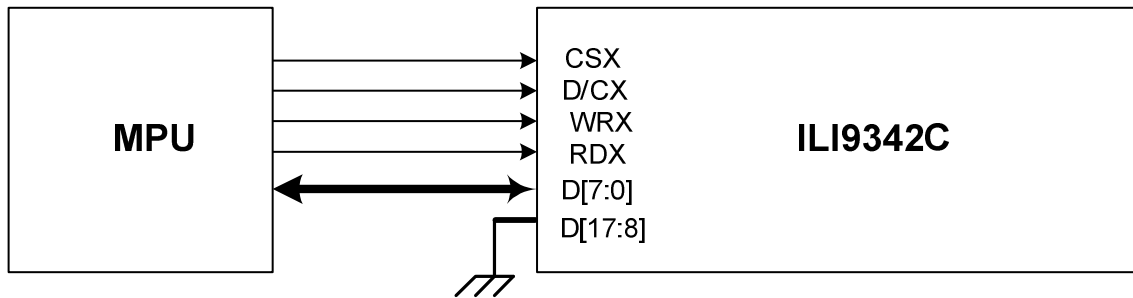 CSX
D/CX
MPU
WRX
ILI9342C
RDX
D[7:0]
D[17:8]